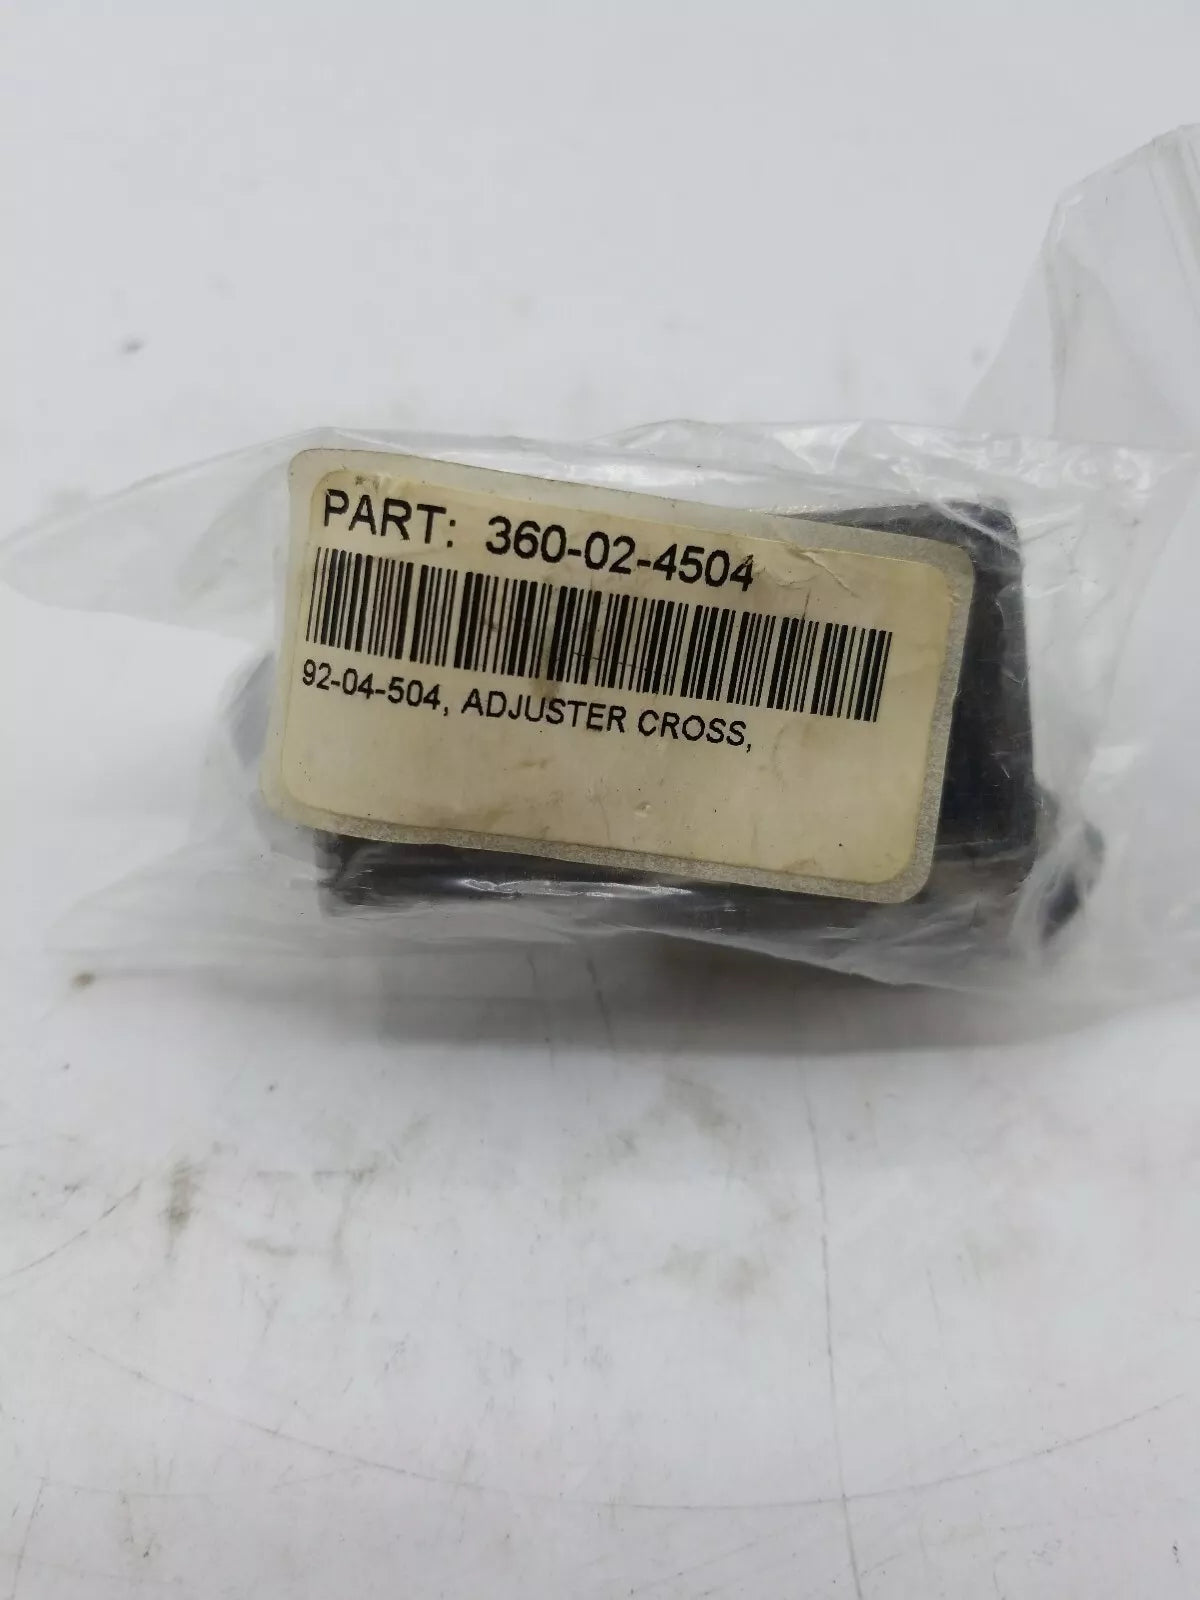 PART: 360-02-4504
92-04-504, ADJUSTER CROSS,